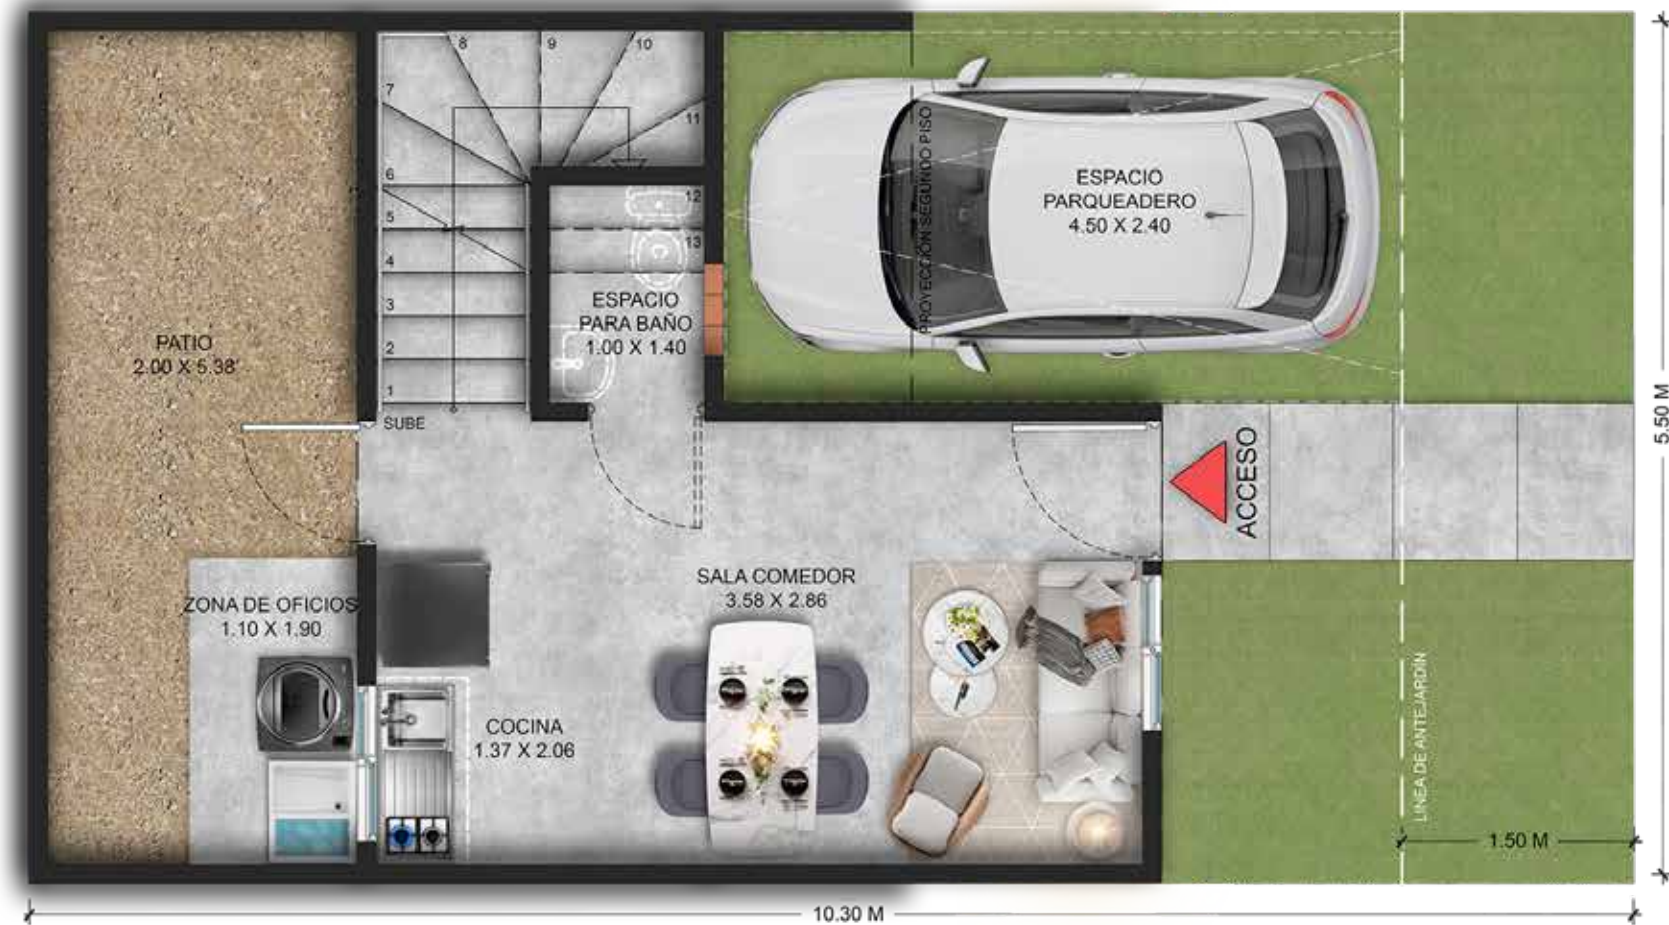 8
9
10
7
11
6
12
5
13
4
3
2
1
SUBE
PATIO
2.00 X 5.38
ESPACIO
PARA BAÑO
1.00 X 1.40
PROYECCIÓN SEGUNDO PISO
ESPACIO
PARQUEADERO
4.50 X 2.40
ACCESO
5.50 M
ZONA DE OFICIOS
1.10 X 1.90
SALA COMEDOR
3.58 X 2.86
COCINA
1.37 X 2.06
LINEA DE ANTEJARDÍN
1.50 M
10.30 M